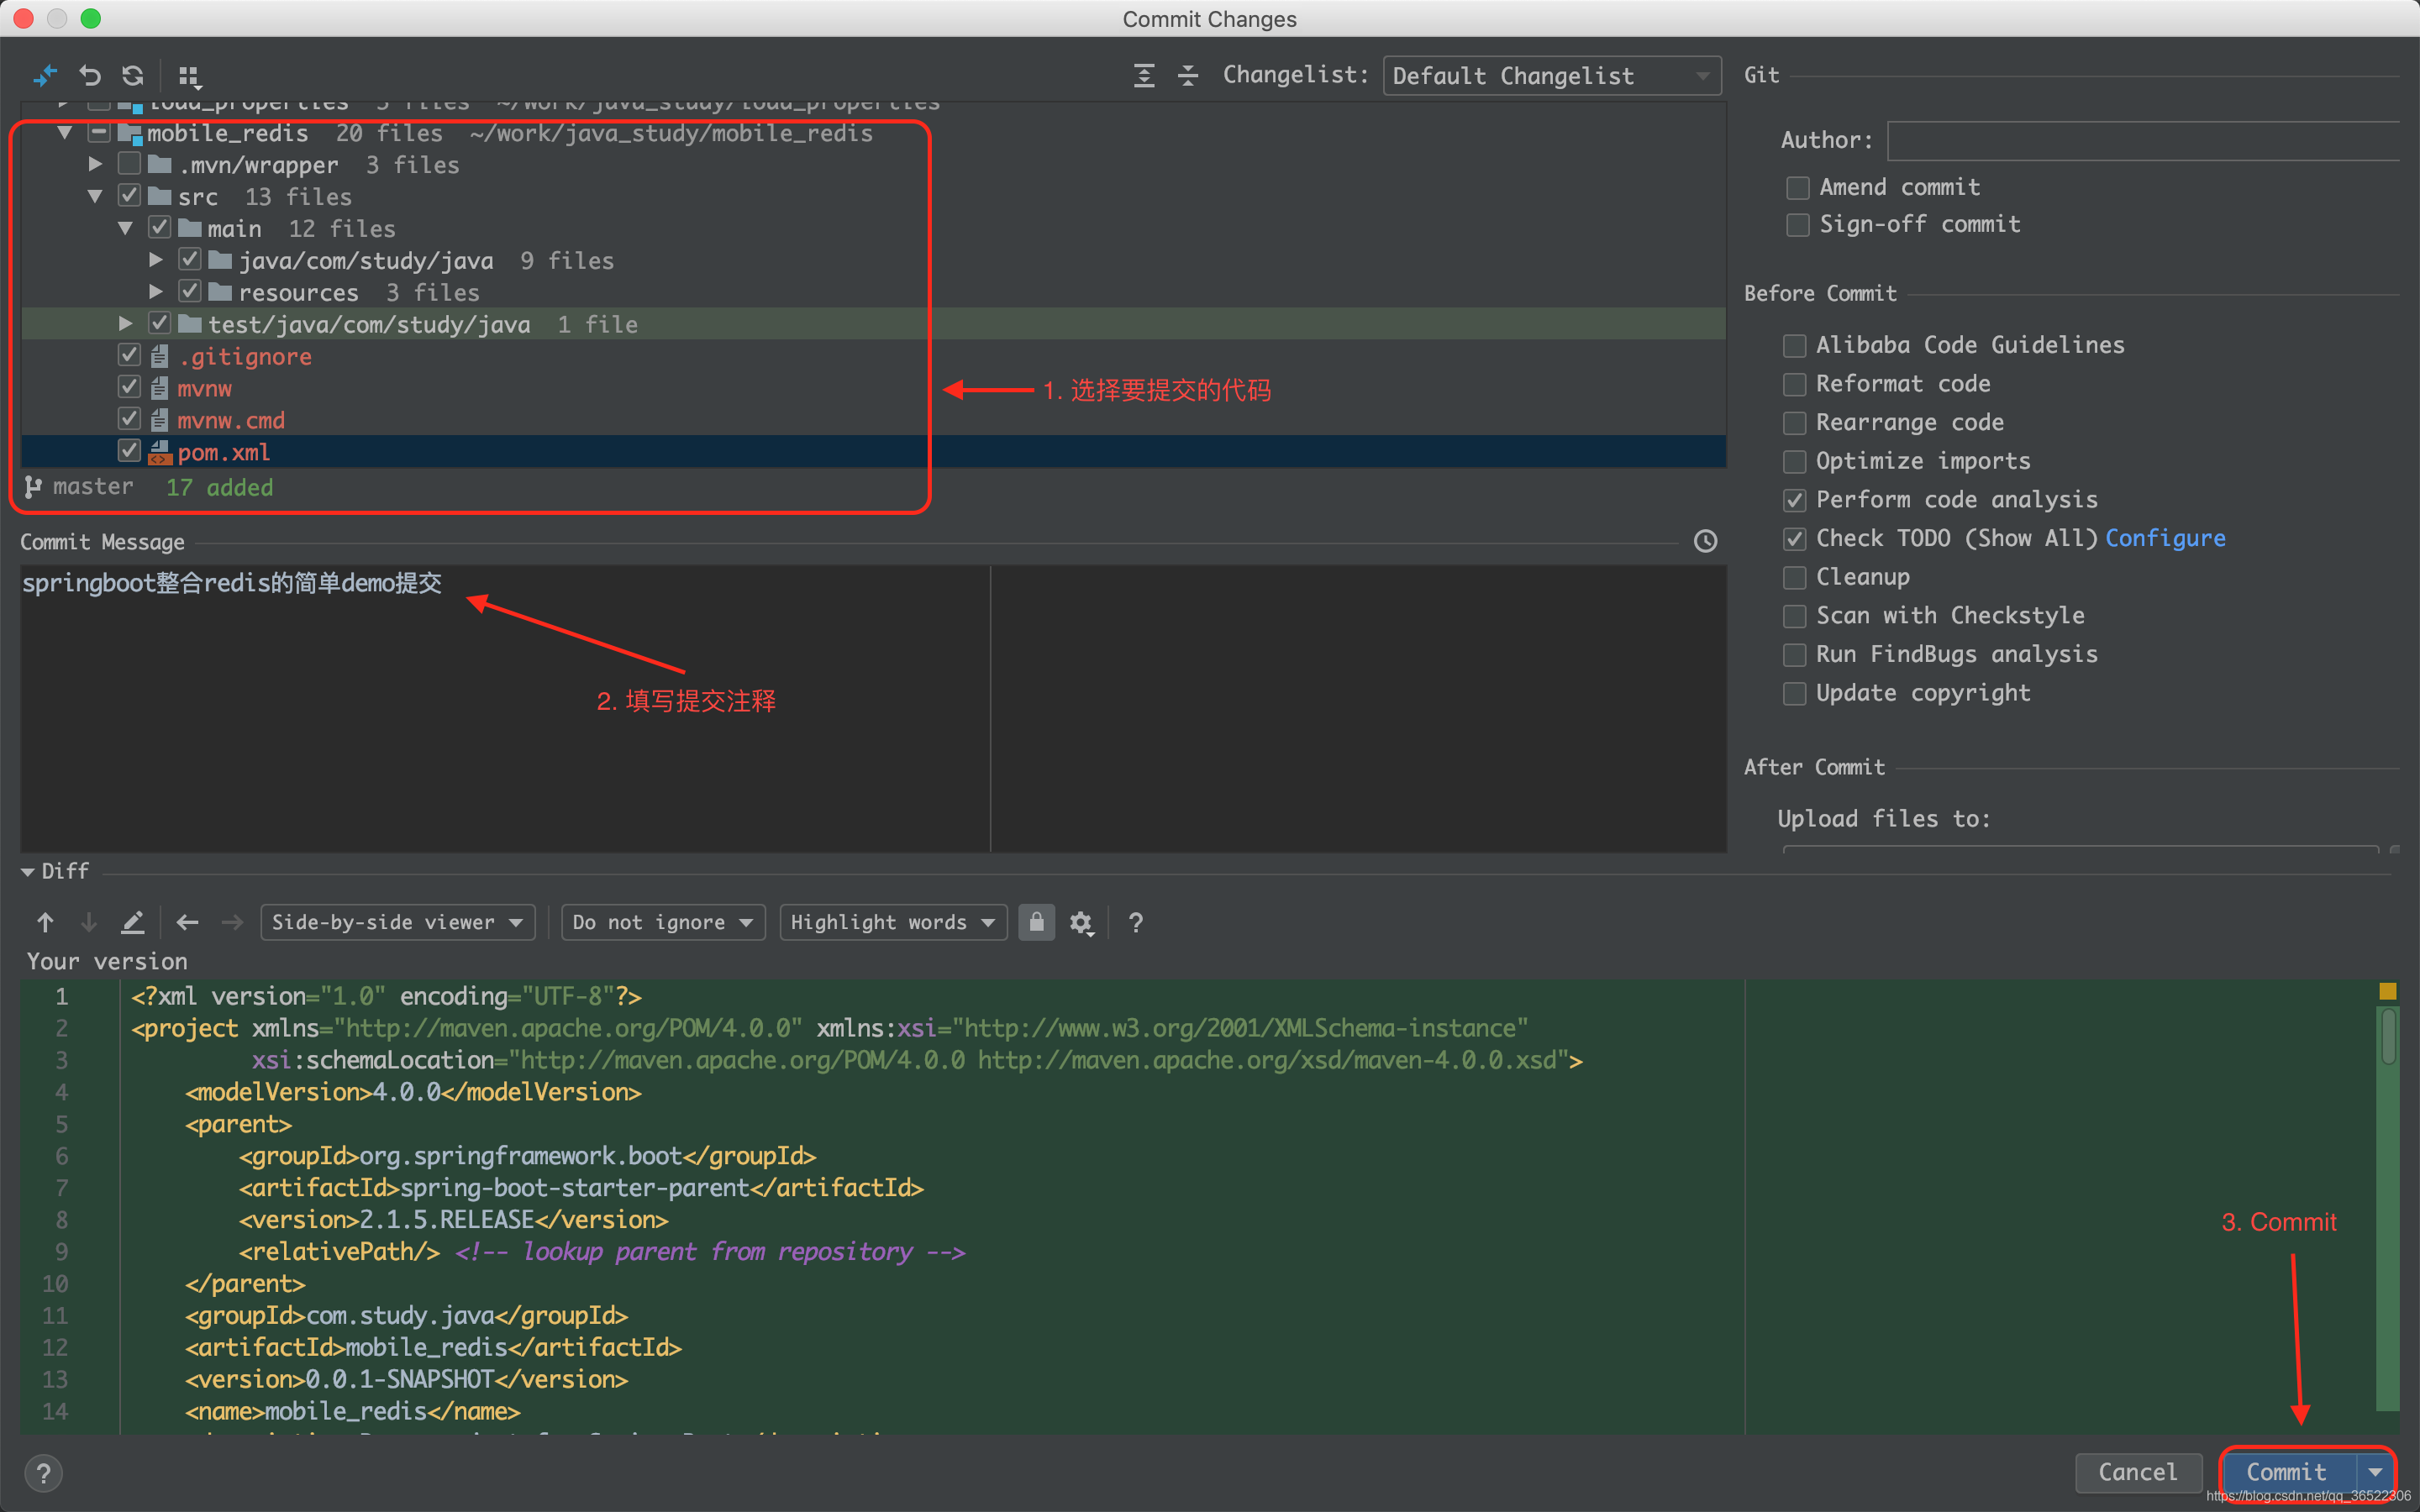 Commit Changes
Changelist: Default Changelist
load_properties 3 files ~/work/java_study/load_properties
mobile_redis 20 files ~/work/java_study/mobile_redis
.mvn/wrapper 3 files
src 13 files
main 12 files
java/com/study/java 9 files
resources 3 files
test/java/com/study/java 1 file
.gitignore
mvnw
mvnw.cmd
pom.xml
master 17 added
1. 选择要提交的代码
Commit Message
springboot整合redis的简单demo提交
2. 填写提交注释
Git
Author:
Amend commit
Sign-off commit
Before Commit
Alibaba Code Guidelines
Reformat code
Rearrange code
Optimize imports
Perform code analysis
Check TODO (Show All) Configure
Cleanup
Scan with Checkstyle
Run FindBugs analysis
Update copyright
After Commit
Upload files to:
Diff
Side-by-side viewer Do not ignore Highlight words ?
Your version
1 <?xml version="1.0" encoding="UTF-8"?>
2 <project xmlns="http://maven.apache.org/POM/4.0.0" xmlns:xsi="http://www.w3.org/2001/XMLSchema-instance"
3 xsi:schemaLocation="http://maven.apache.org/POM/4.0.0 http://maven.apache.org/xsd/maven-4.0.0.xsd">
4 <modelVersion>4.0.0</modelVersion>
5 <parent>
6 <groupId>org.springframework.boot</groupId>
7 <artifactId>spring-boot-starter-parent</artifactId>
8 <version>2.1.5.RELEASE</version>
9 <relativePath/> <!-- lookup parent from repository -->
10 </parent>
11 <groupId>com.study.java</groupId>
12 <artifactId>mobile_redis</artifactId>
13 <version>0.0.1-SNAPSHOT</version>
14 <name>mobile_redis</name>
3. Commit
?
Cancel
Commit
https://blog.csdn.net/qq_36522306